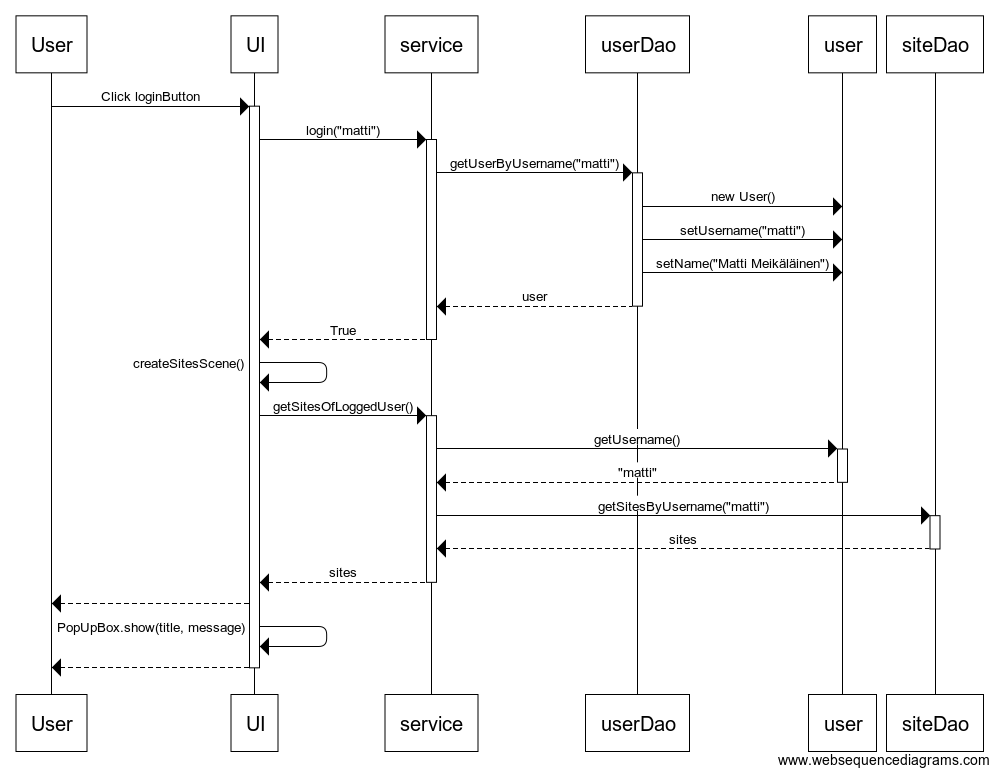 User UI service userDao user siteDao
Click loginButton
login("matti")
getUserByUsername("matti")
new User()
setUsername("matti")
setName("Matti Meikäläinen")
user
True
createSitesScene()
getSitesOfLoggedUser()
getUsername()
"matti"
getSitesByUsername("matti")
sites
sites
PopUpBox.show(title, message)
User UI service userDao user siteDao
www.websequencediagrams.com